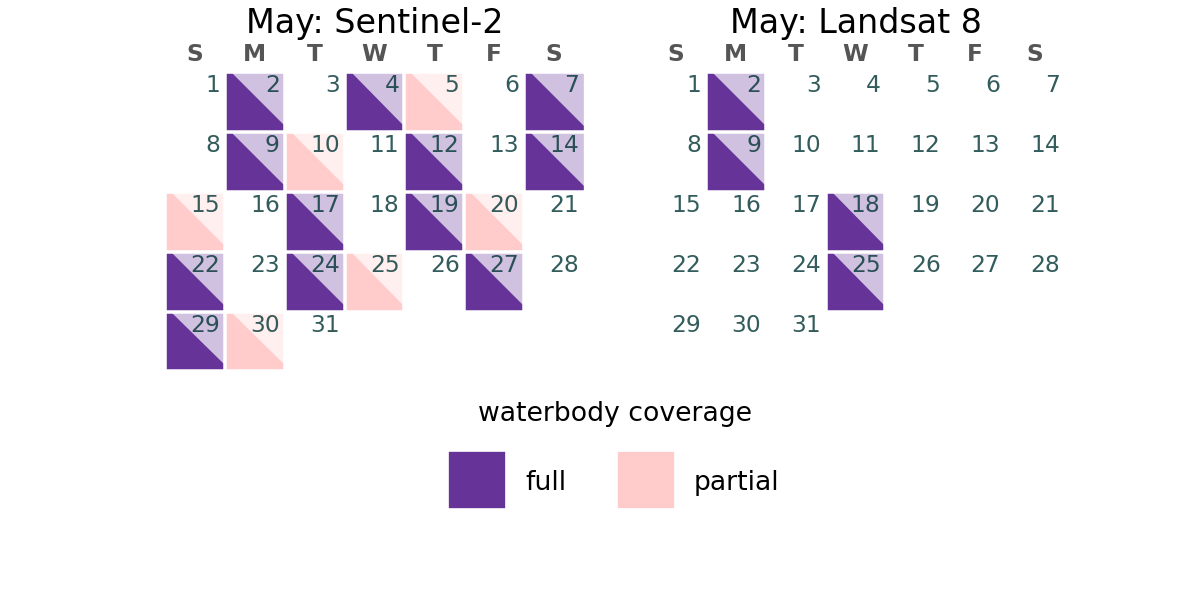 May: Sentinel-2
S M T W T F S
1 2 3 4 5 6 7
8 9 10 11 12 13 14
15 16 17 18 19 20 21
22 23 24 25 26 27 28
29 30 31
May: Landsat 8
S M T W T F S
1 2 3 4 5 6 7
8 9 10 11 12 13 14
15 16 17 18 19 20 21
22 23 24 25 26 27 28
29 30 31
waterbody coverage
full
partial